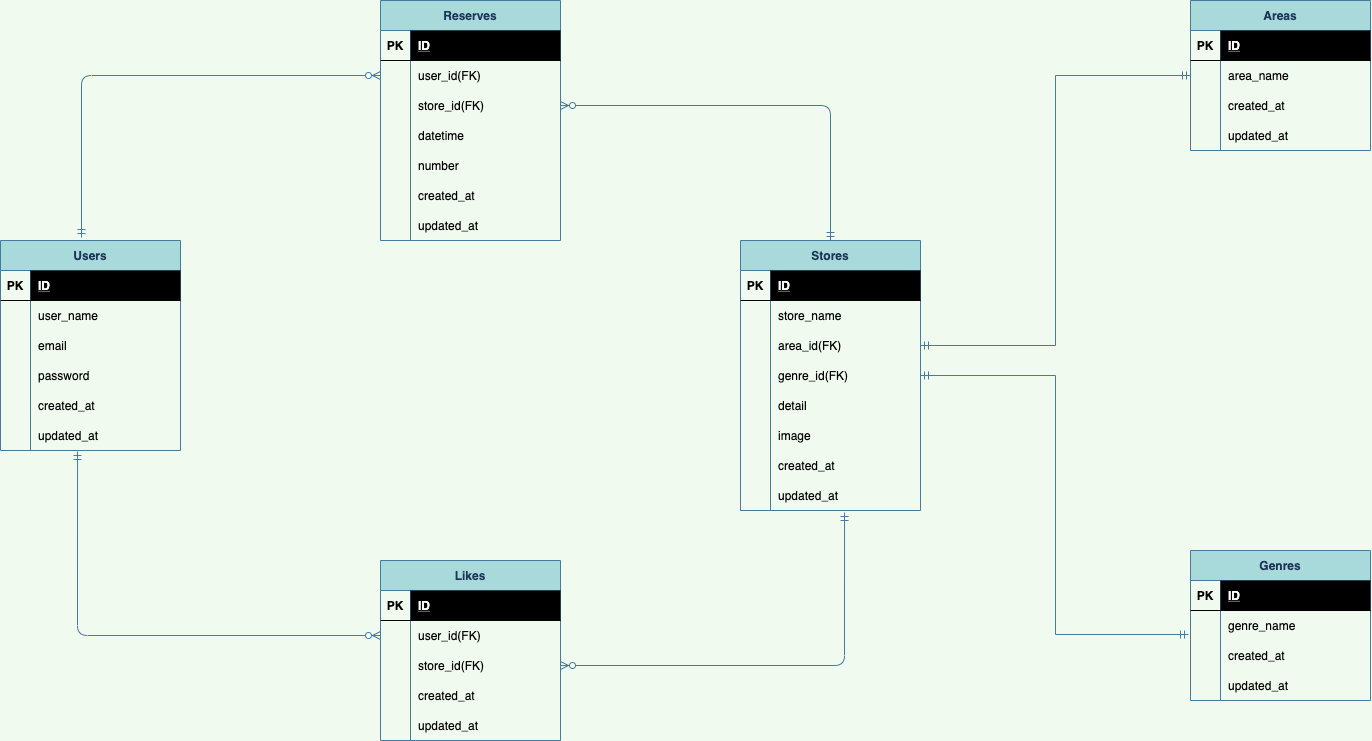 Reserves
PK ID
user_id(FK)
store_id(FK)
datetime
number
created_at
updated_at
Areas
PK ID
area_name
created_at
updated_at
Users
PK ID
user_name
email
password
created_at
updated_at
Stores
PK ID
store_name
area_id(FK)
genre_id(FK)
detail
image
created_at
updated_at
Likes
PK ID
user_id(FK)
store_id(FK)
created_at
updated_at
Genres
PK ID
genre_name
created_at
updated_at